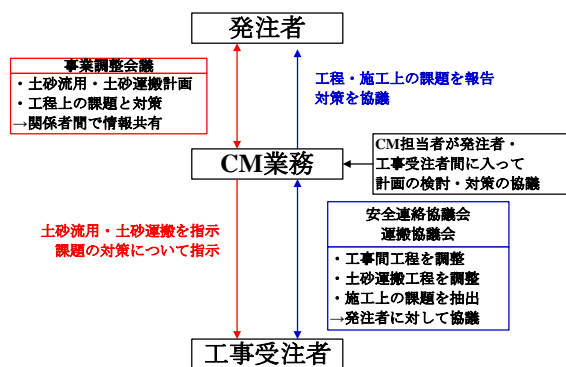 発注者
事業調整会議
・土砂流用・土砂運搬計画
・工程上の課題と対策
→関係者間で情報共有
工程・施工上の課題を報告
対策を協議
CM業務
CM担当者が発注者・
工事受注者間に入って
計画の検討・対策の協議
土砂流用・土砂運搬を指示
課題の対策について指示
安全連絡協議会
運搬協議会
・工事間工程を調整
・土砂運搬工程を調整
・施工上の課題を抽出
→発注者に対して協議
工事受注者